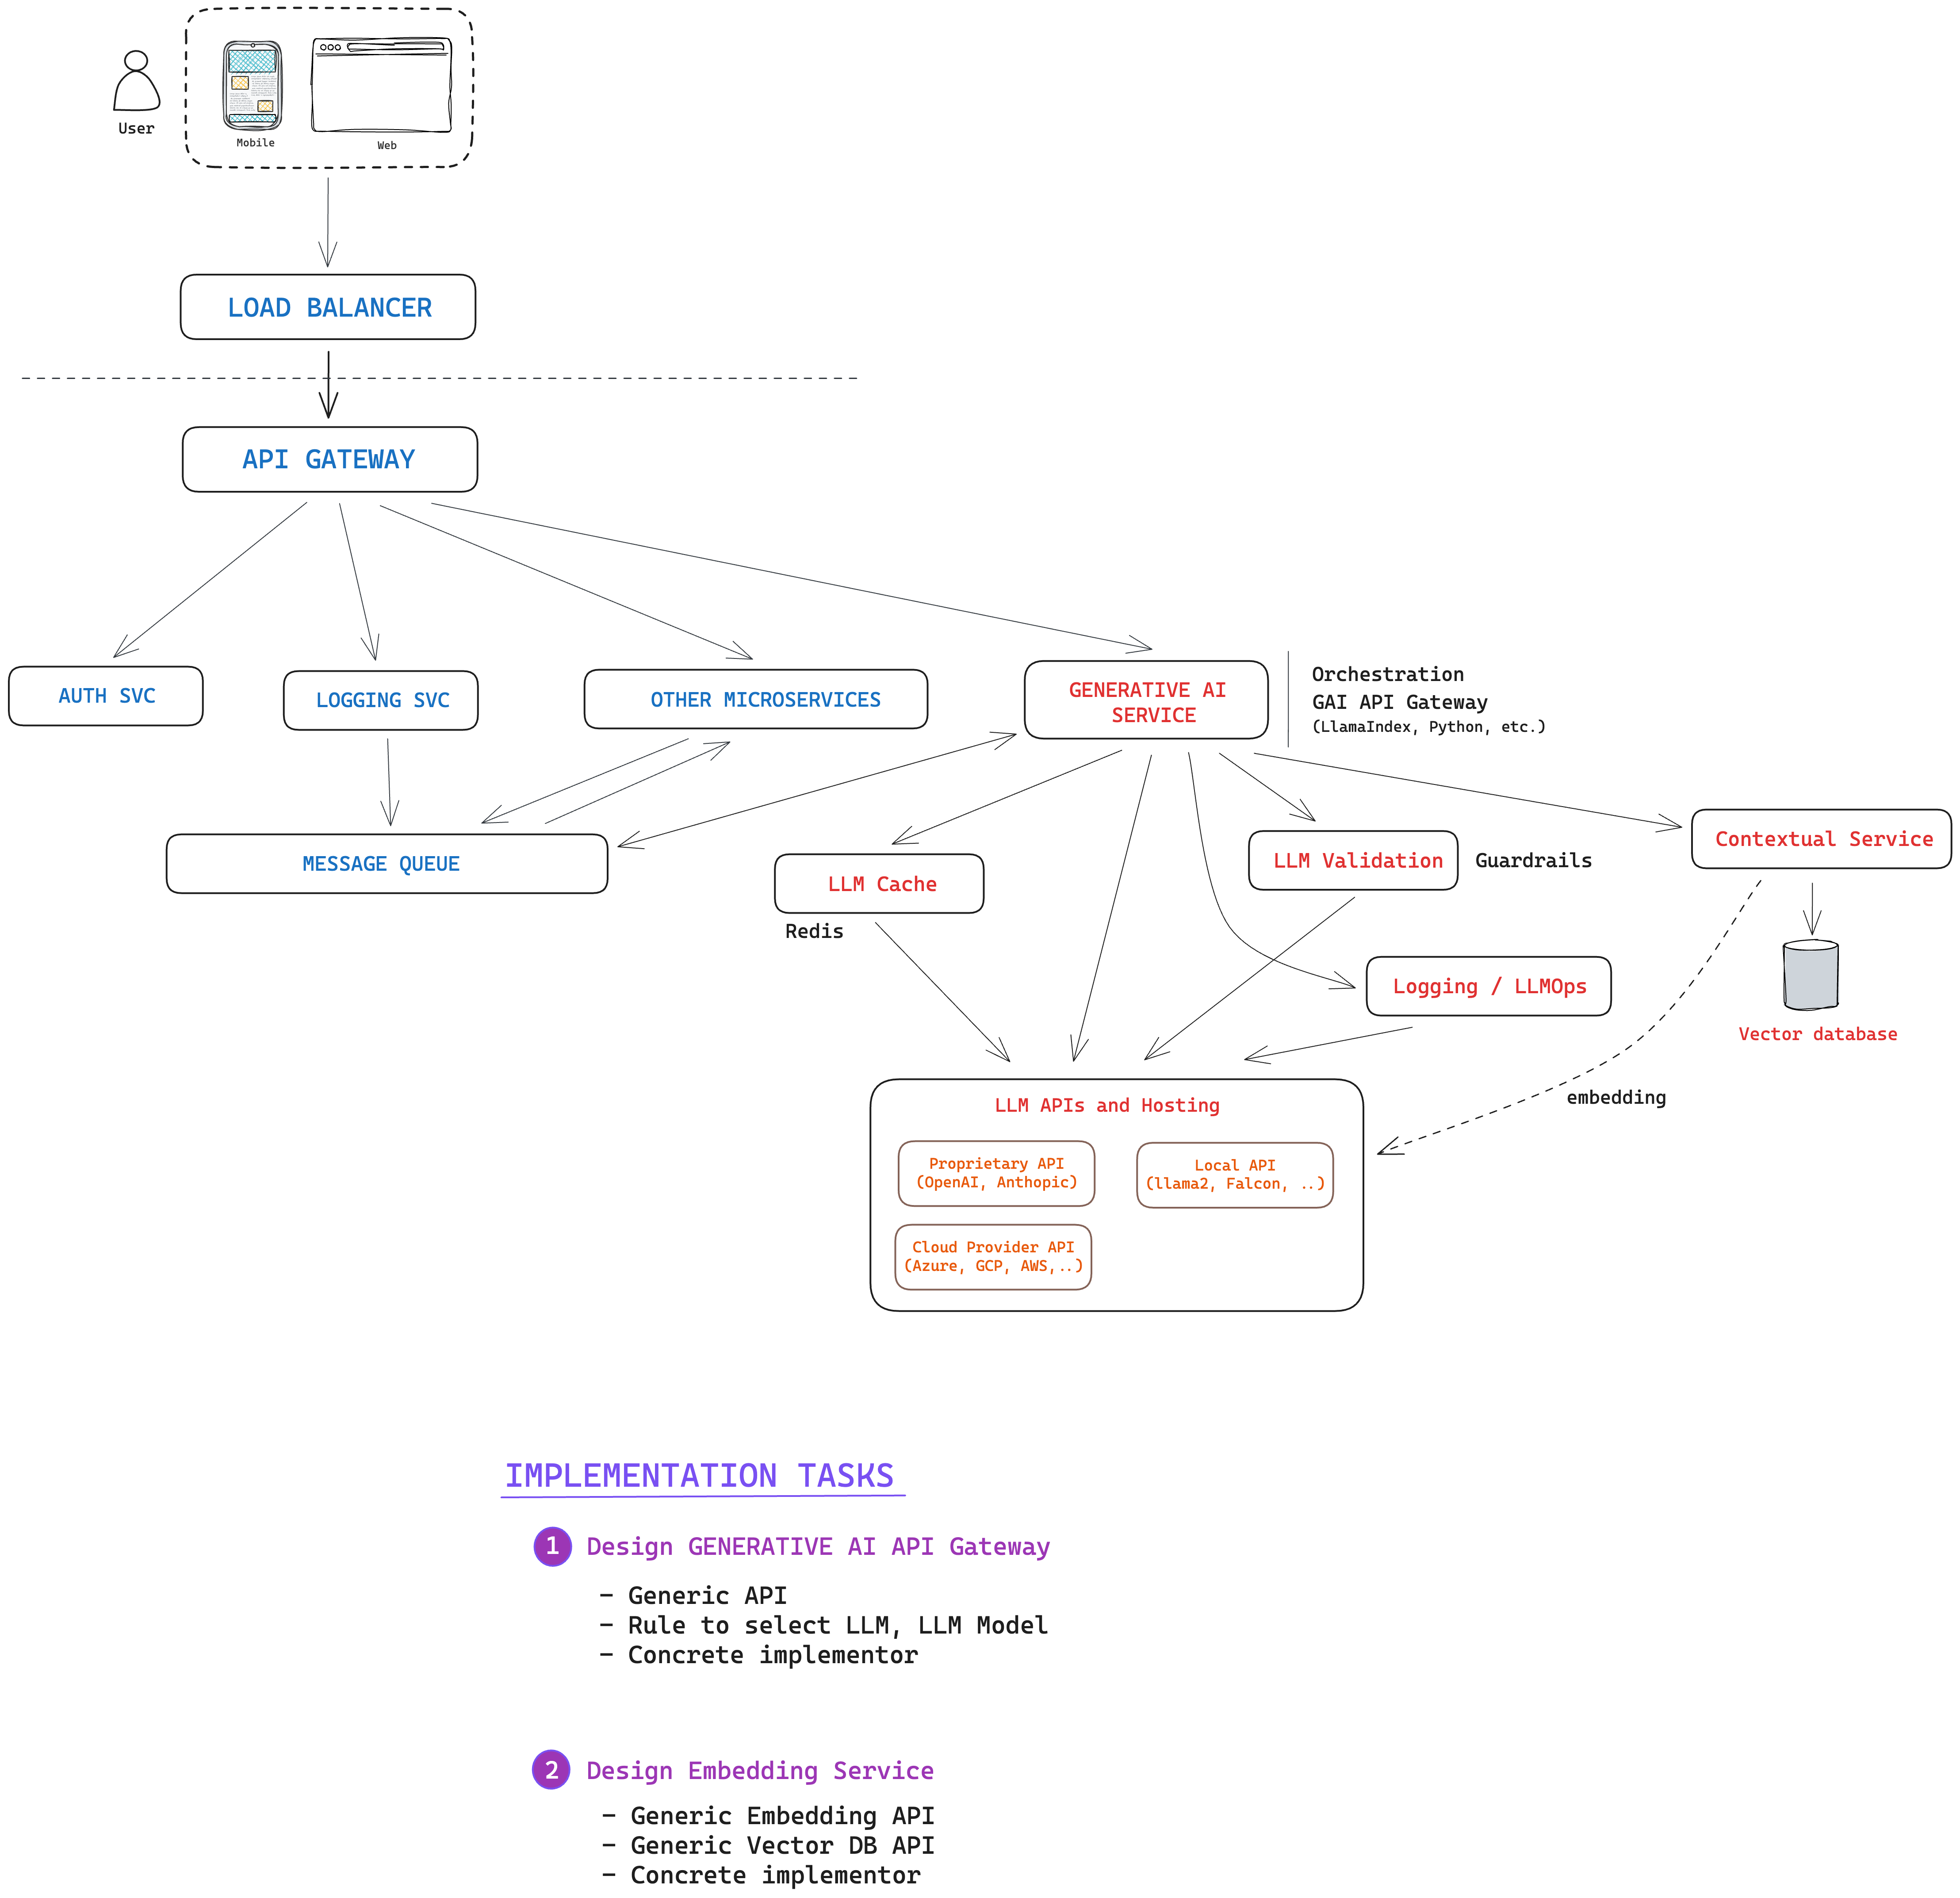 User
Mobile
Web
LOAD BALANCER
API GATEWAY
AUTH SVC
LOGGING SVC
OTHER MICROSERVICES
GENERATIVE AI
SERVICE
Orchestration
GAI API Gateway
(LlamaIndex, Python, etc.)
MESSAGE QUEUE
LLM Cache
Redis
LLM Validation
Guardrails
Contextual Service
Logging / LLMOps
Vector database
embedding
LLM APIs and Hosting
Proprietary API
(OpenAI, Anthopic)
Local API
(llama2, Falcon, ..)
Cloud Provider API
(Azure, GCP, AWS,..)
IMPLEMENTATION TASKS
1 Design GENERATIVE AI API Gateway
- Generic API
- Rule to select LLM, LLM Model
- Concrete implementor
2 Design Embedding Service
- Generic Embedding API
- Generic Vector DB API
- Concrete implementor